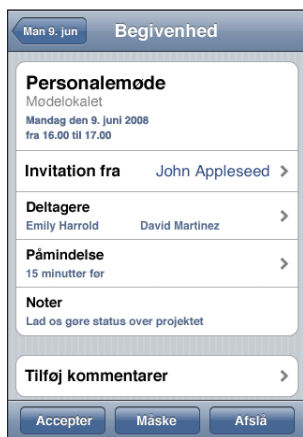 Man 9. jun Begivenhed
Personalemøde
Mødelokalet
Mandag den 9. juni 2008
fra 16.00 til 17.00
Invitation fra John Appleseed
Deltagere
Emily Harrold David Martinez
Påmindelse
15 minutter før
Noter
Lad os gøre status over projektet
Tilføj kommentarer
Accepter Måske Afslå